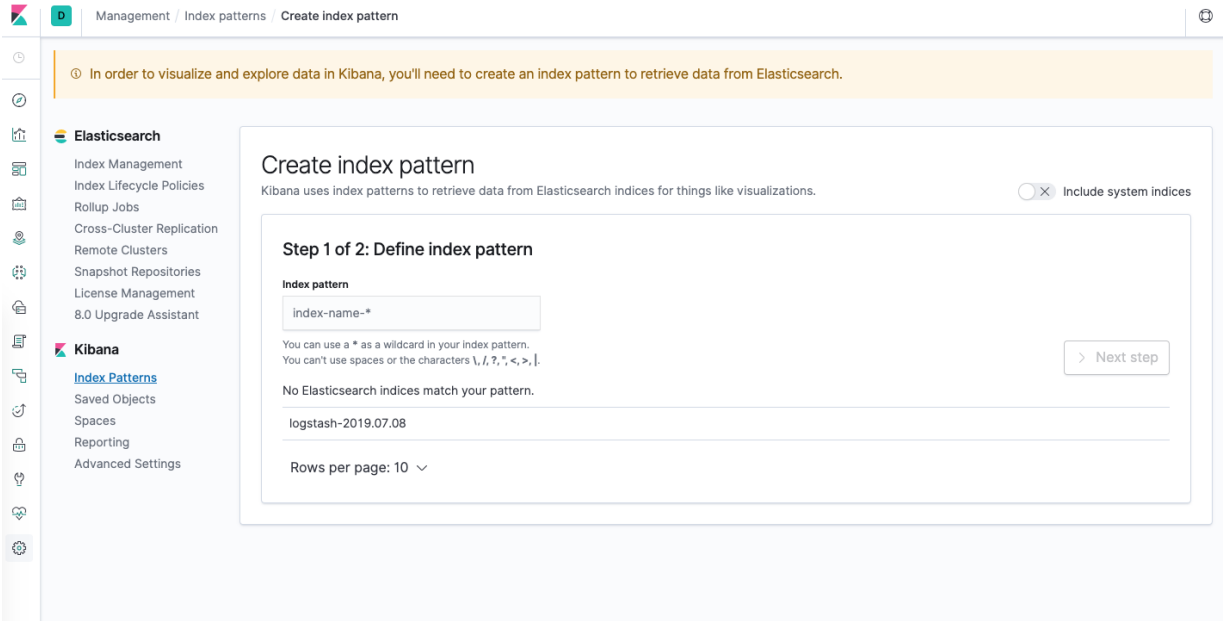 D Management / Index patterns / Create index pattern
In order to visualize and explore data in Kibana, you'll need to create an index pattern to retrieve data from Elasticsearch.
Elasticsearch
Index Management
Index Lifecycle Policies
Rollup Jobs
Cross-Cluster Replication
Remote Clusters
Snapshot Repositories
License Management
8.0 Upgrade Assistant
Kibana
Index Patterns
Saved Objects
Spaces
Reporting
Advanced Settings
Create index pattern
Kibana uses index patterns to retrieve data from Elasticsearch indices for things like visualizations.
Include system indices
Step 1 of 2: Define index pattern
Index pattern
index-name-*
You can use a * as a wildcard in your index pattern.
You can't use spaces or the characters \, /, ?, ", <, >, |.
Next step
No Elasticsearch indices match your pattern.
logstash-2019.07.08
Rows per page: 10